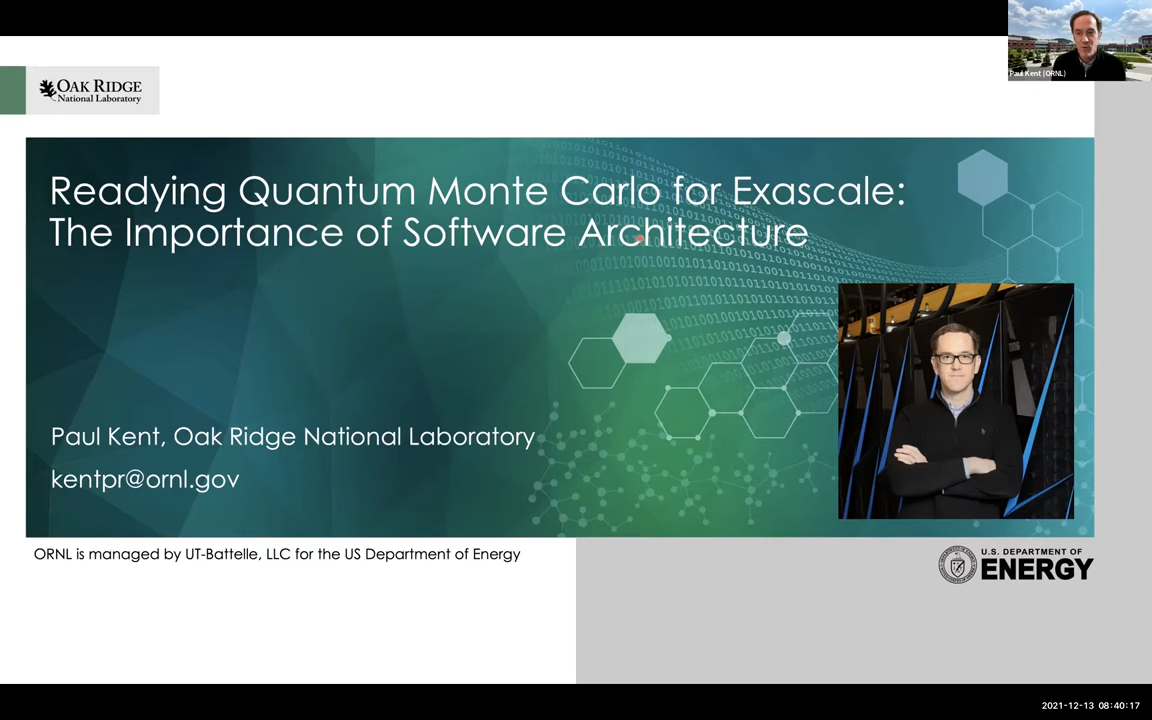 Paul Kent (ORNL)
OAK RIDGE
National Laboratory
Readying Quantum Monte Carlo for Exascale:
The Importance of Software Architecture
Paul Kent, Oak Ridge National Laboratory
kentpr@ornl.gov
ORNL is managed by UT-Battelle, LLC for the US Department of Energy
U.S. DEPARTMENT OF
ENERGY
2021-12-13 08:40:17